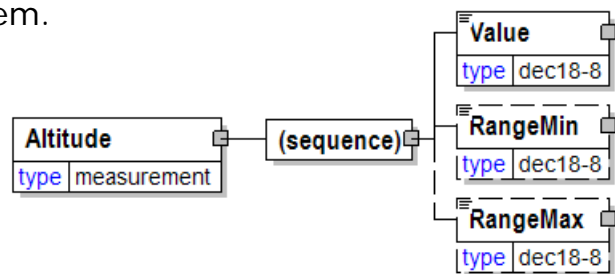 em.
Value
type dec18-8
Altitude
type measurement
(sequence)
RangeMin
type dec18-8
RangeMax
type dec18-8